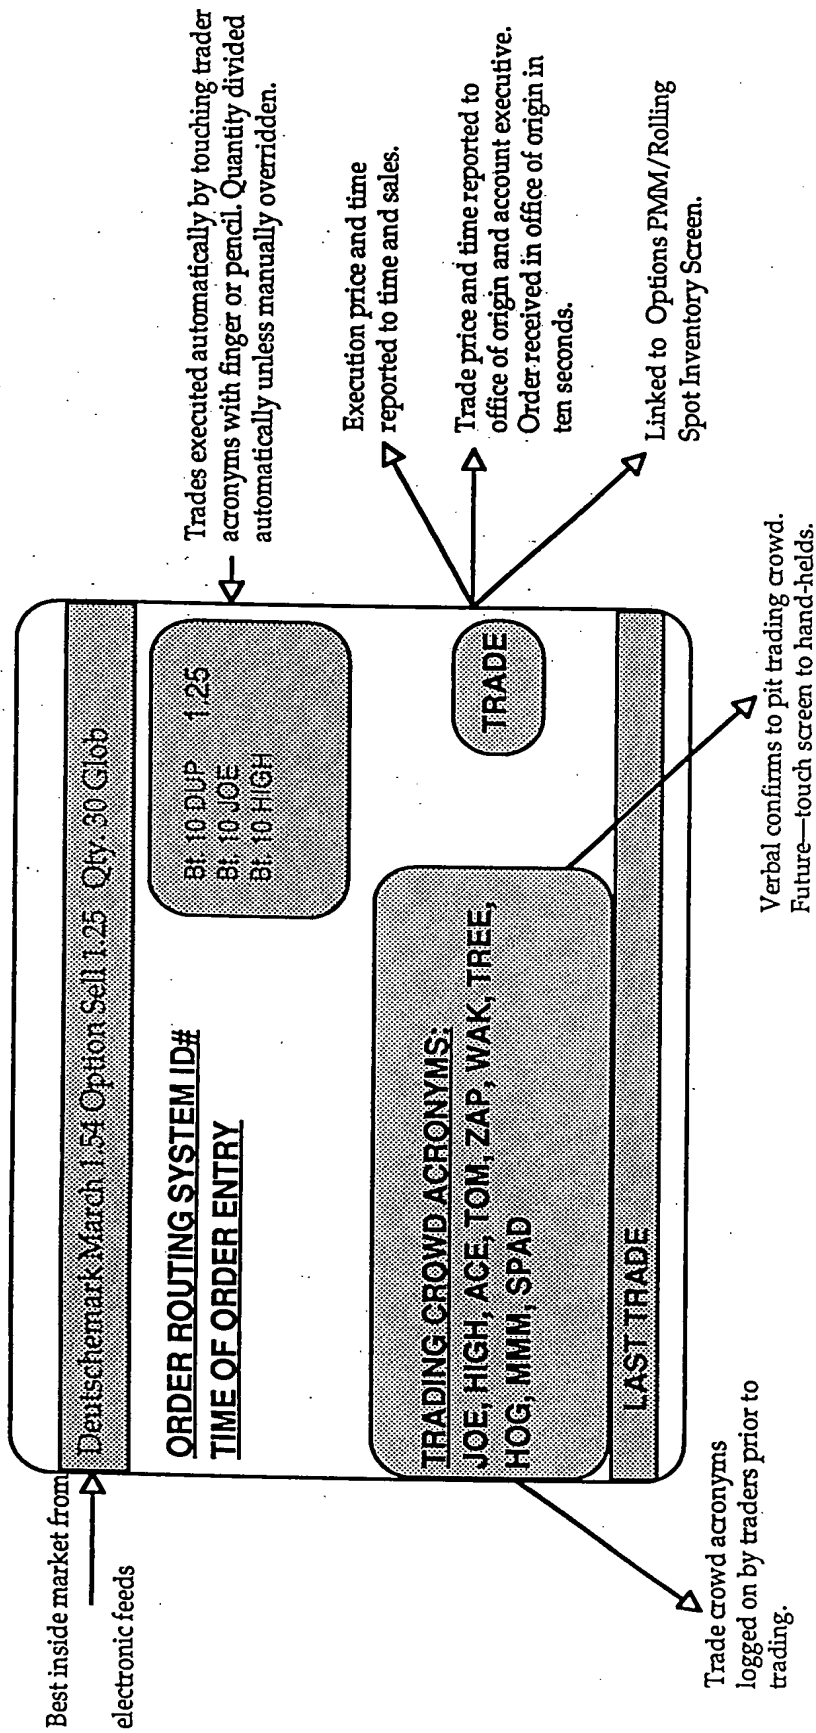 Best inside market from
electronic feeds
Deutschemark March 1.54 Option Sell 1.25 Qty. 30 Glob
ORDER ROUTING SYSTEM ID#
TIME OF ORDER ENTRY
Bt. 10 DUP 1.25
Bt. 10 JOE
Bt. 10 HIGH
TRADING CROWD ACRONYMS:
JOE, HIGH, ACE, TOM, ZAP, WAK, TREE,
HOG, MMM, SPAD
TRADE
LAST TRADE
Trades executed automatically by touching trader
acronyms with finger or pencil. Quantity divided
automatically unless manually overridden.
Execution price and time
reported to time and sales.
Trade price and time reported to
office of origin and account executive.
Order received in office of origin in
ten seconds.
Linked to Options PMM/Rolling
Spot Inventory Screen.
Trade crowd acronyms
logged on by traders prior to
trading.
Verbal confirms to pit trading crowd.
Future—touch screen to hand-helds.